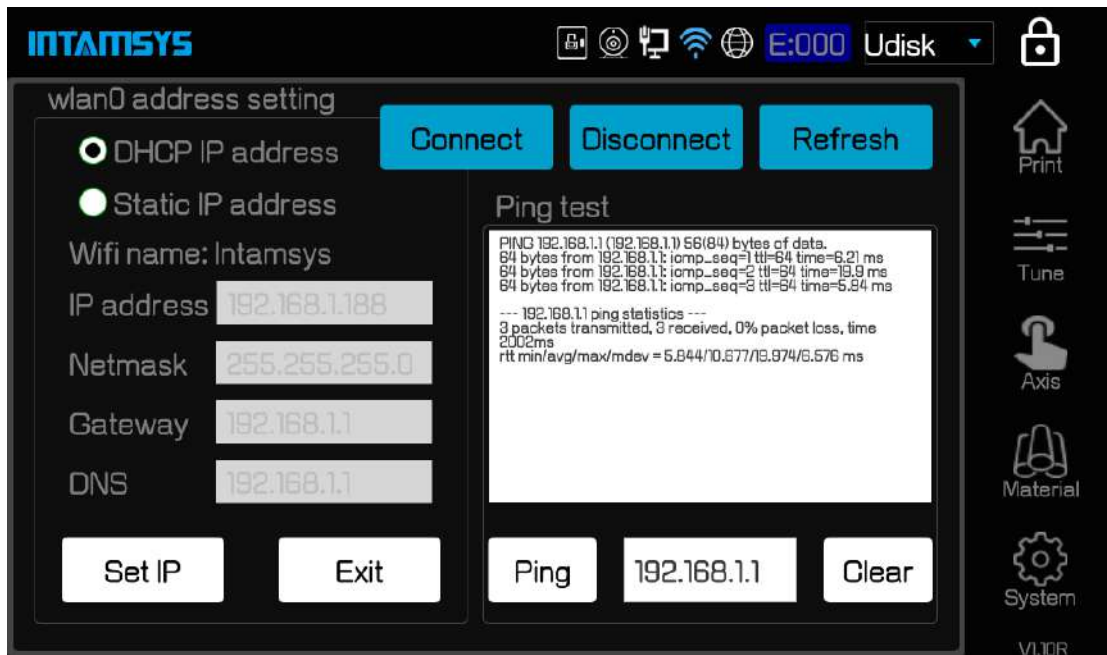 INTAMSYS
E:000
Udisk
wlan0 address setting
Connect
Disconnect
Refresh
DHCP IP address
Static IP address
Wifi name: Intamsys
IP address
192.168.1.188
Netmask
255.255.255.0
Gateway
192.168.1.1
DNS
192.168.1.1
Set IP
Exit
Ping test
PING 192.168.1.1 (192.168.1.1) 56(84) bytes of data.
64 bytes from 192.168.1.1: icmp_seq=1 ttl=64 time=6.21 ms
64 bytes from 192.168.1.1: icmp_seq=2 ttl=64 time=19.9 ms
64 bytes from 192.168.1.1: icmp_seq=3 ttl=64 time=5.84 ms
--- 192.168.1.1 ping statistics ---
3 packets transmitted, 3 received, 0% packet loss, time
2002ms
rtt min/avg/max/mdev = 5.844/10.677/19.974/6.576 ms
Ping
192.168.1.1
Clear
Print
Tune
Axis
Material
System
V1.10R